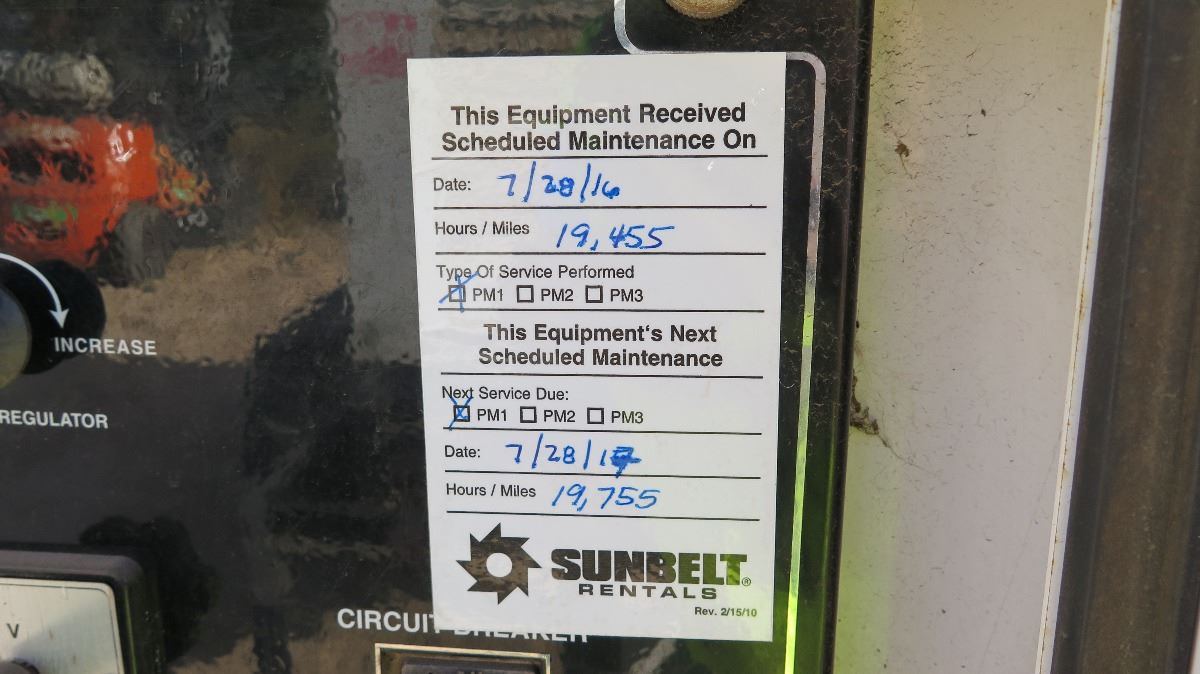 This Equipment Received
Scheduled Maintenance On
Date: 7/28/16
Hours / Miles 19,455
Type Of Service Performed
PM1 PM2 PM3
This Equipment's Next
Scheduled Maintenance
Next Service Due:
PM1 PM2 PM3
Date: 7/28/17
Hours / Miles 19,755
SUNBELT®
RENTALS
Rev. 2/15/10
INCREASE
REGULATOR
V
CIRCUIT BREAKER